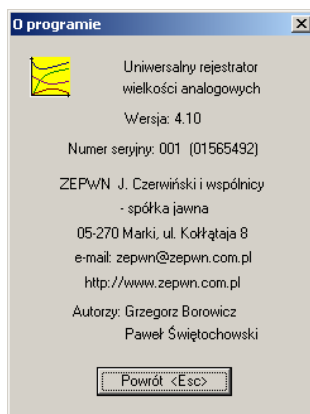 O programie
Uniwersalny rejestrator
wielkości analogowych
Wersja: 4.10
Numer seryjny: 001 (01565492)
ZEPWN J. Czerwiński i wspólnicy
- spółka jawna
05-270 Marki, ul. Kołłątaja 8
e-mail: zepwn@zepwn.com.pl
http://www.zepwn.com.pl
Autorzy: Grzegorz Borowicz
Paweł Świętochowski
Powrót <Esc>